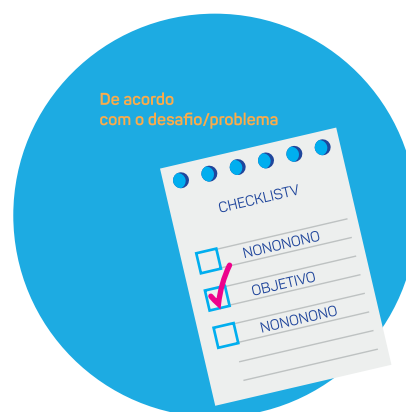 De acordo
com o desafio/problema
CHECKLISTV
NONONONO
OBJETIVO
NONONONO